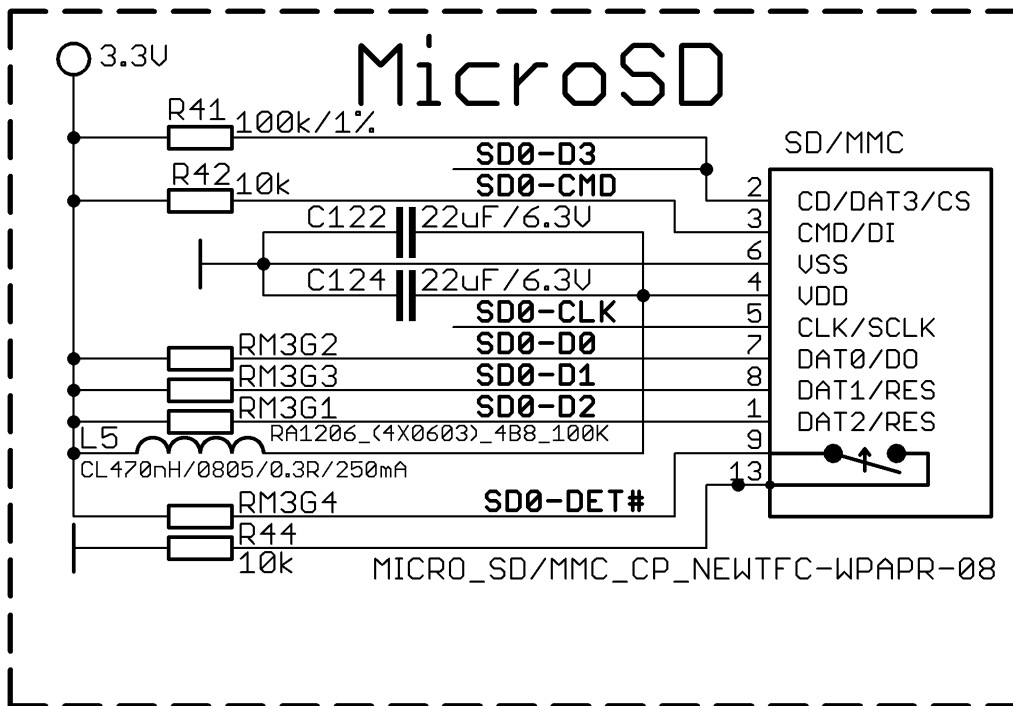 MicroSD
3.3V
R41
100k/1%
SD0-D3
R42
10k
SD0-CMD
C122
22uF/6.3V
C124
22uF/6.3V
SD0-CLK
SD0-D0
RM3G2
SD0-D1
RM3G3
SD0-D2
RM3G1
RA1206_(4X0603)_4B8_100K
L5
CL470nH/0805/0.3R/250mA
RM3G4
SD0-DET#
R44
10k
SD/MMC
2
CD/DAT3/CS
3
CMD/DI
6
VSS
4
VDD
5
CLK/SCLK
7
DAT0/DO
8
DAT1/RES
1
DAT2/RES
9
13
MICRO_SD/MMC_CP_NEWTFC-WPAPR-08